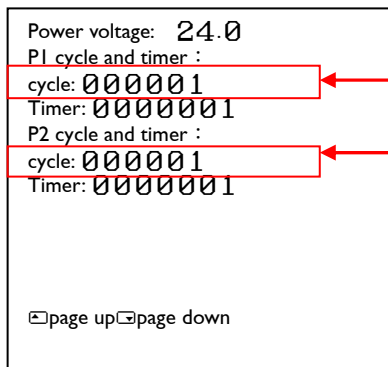 Power voltage: 24.0
P1 cycle and timer：
cycle: 000001
Timer: 0000001
P2 cycle and timer：
cycle: 000001
Timer: 0000001
page up page down